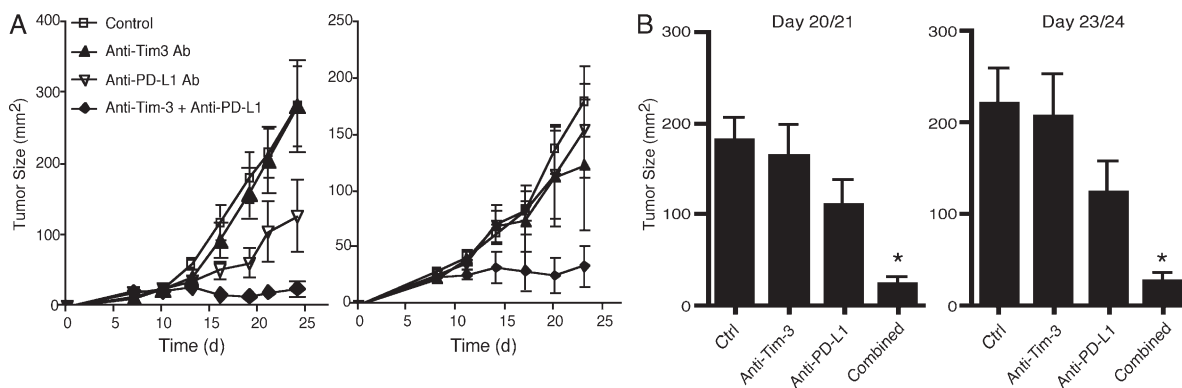 A
Control
Anti-Tim3 Ab
Anti-PD-L1 Ab
Anti-Tim-3 + Anti-PD-L1
Tumor Size (mm2)
400
300
200
100
0
0 5 10 15 20 25
Time (d)
250
200
150
100
50
0
0 5 10 15 20 25
Time (d)
B
Day 20/21
Tumor Size (mm2)
300
200
100
0
Ctrl
Anti-Tim-3
Anti-PD-L1
Combined
*
Day 23/24
300
200
100
0
Ctrl
Anti-Tim-3
Anti-PD-L1
Combined
*